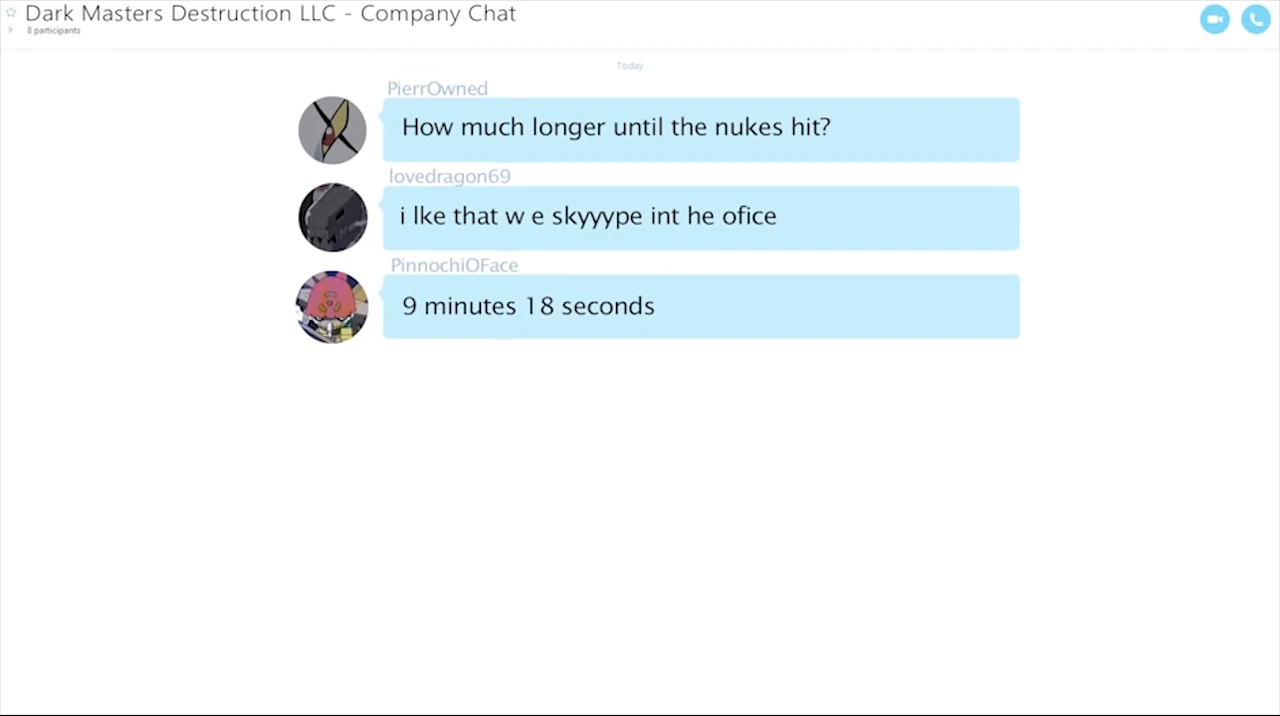 Dark Masters Destruction LLC - Company Chat
8 participants
Today
PierrOwned
How much longer until the nukes hit?
lovedragon69
i lke that w e skyyype int he ofice
PinnochiOFace
9 minutes 18 seconds